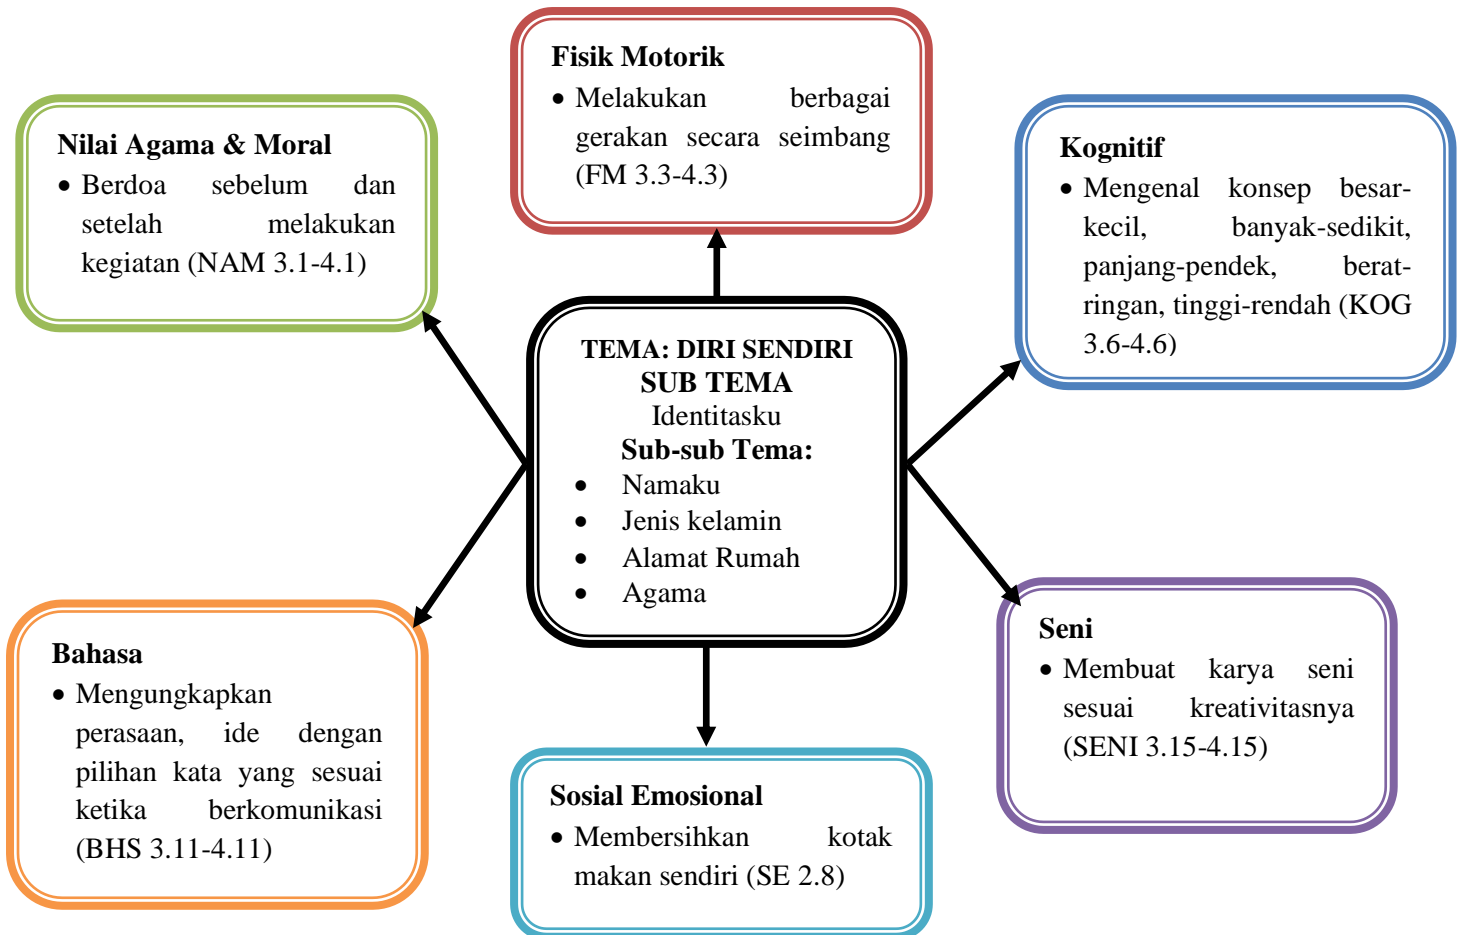 Fisik Motorik
• Melakukan berbagai
gerakan secara seimbang
(FM 3.3-4.3)
Nilai Agama & Moral
• Berdoa sebelum dan
setelah melakukan
kegiatan (NAM 3.1-4.1)
Kognitif
• Mengenal konsep besar-
kecil, banyak-sedikit,
panjang-pendek, berat-
ringan, tinggi-rendah (KOG
3.6-4.6)
TEMA: DIRI SENDIRI
SUB TEMA
Identitasku
Sub-sub Tema:
• Namaku
• Jenis kelamin
• Alamat Rumah
• Agama
Bahasa
• Mengungkapkan
perasaan, ide dengan
pilihan kata yang sesuai
ketika berkomunikasi
(BHS 3.11-4.11)
Sosial Emosional
• Membersihkan kotak
makan sendiri (SE 2.8)
Seni
• Membuat karya seni
sesuai kreativitasnya
(SENI 3.15-4.15)